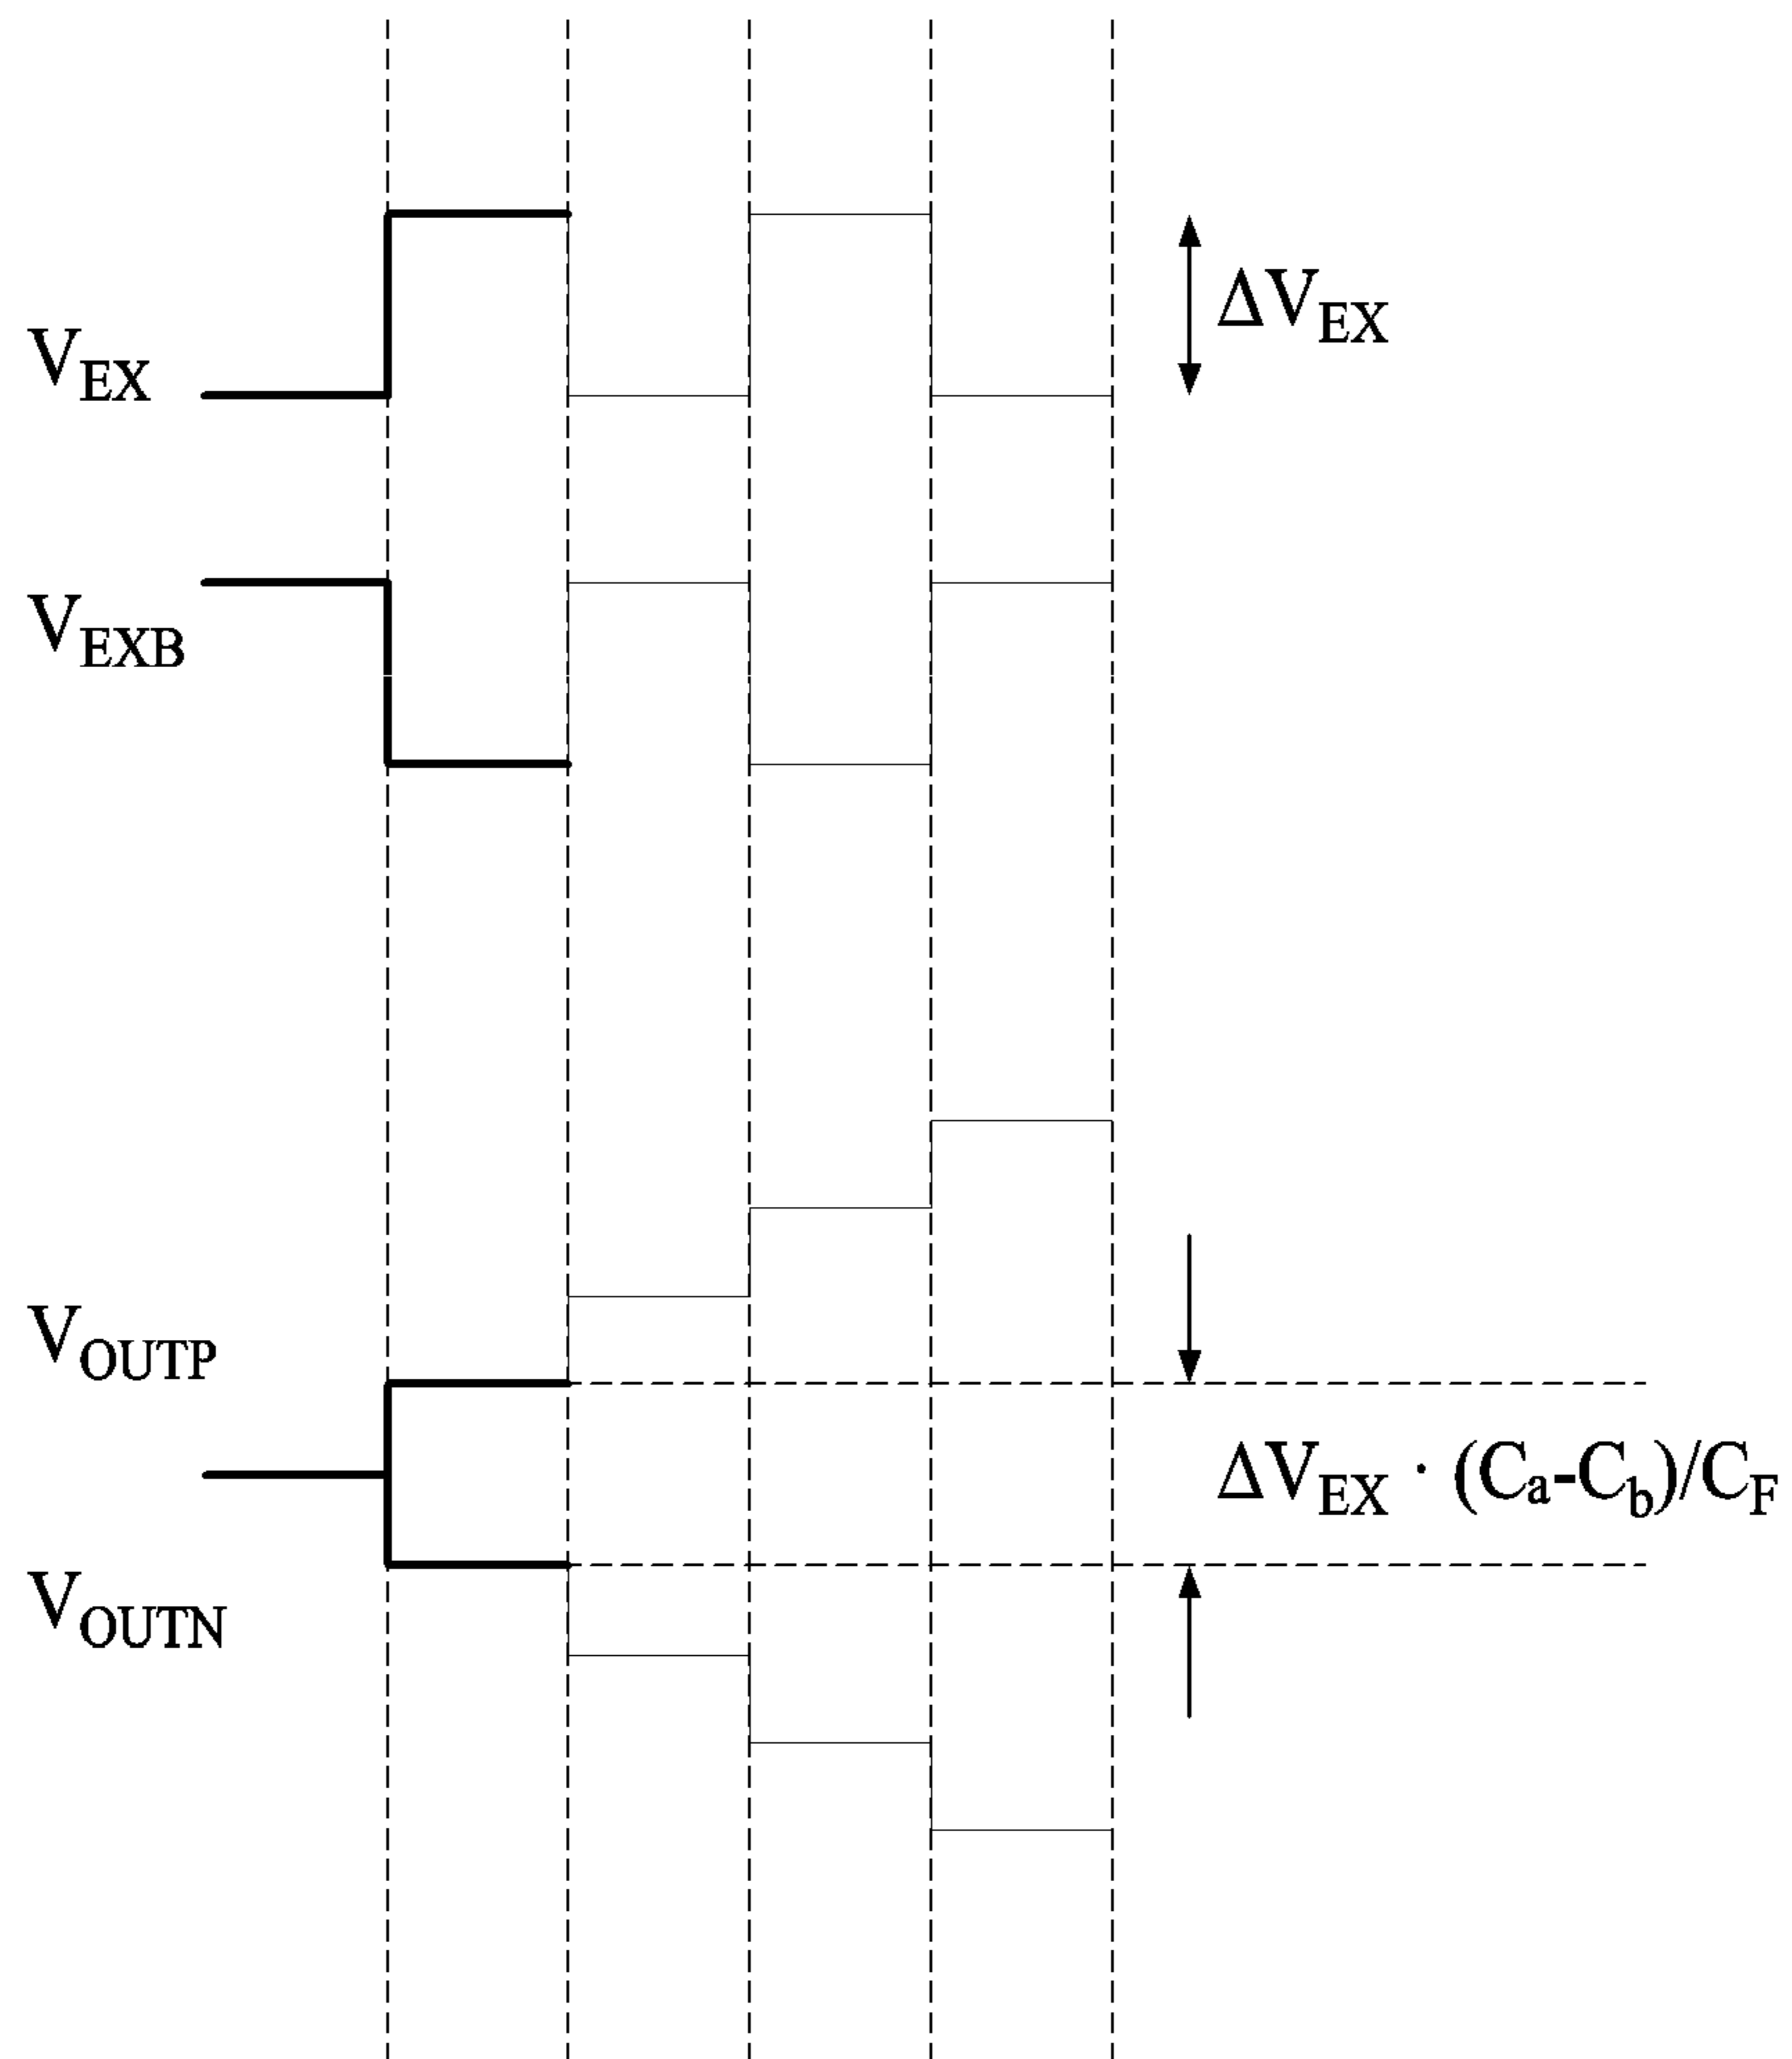 ΔV_EX
V_EX
V_EXB
V_OUTP
ΔV_EX · (C_a-C_b)/C_F
V_OUTN